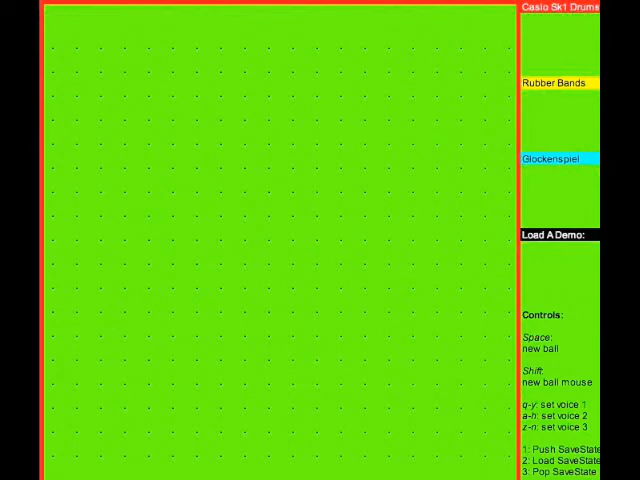 Casio Sk1 Drums
Rubber Bands
Glockenspiel
Load A Demo:
Controls:
Space:
new ball
Shift:
new ball mouse
q-y: set voice 1
a-h: set voice 2
z-n: set voice 3
1: Push SaveState
2: Load SaveState
3: Pop SaveState